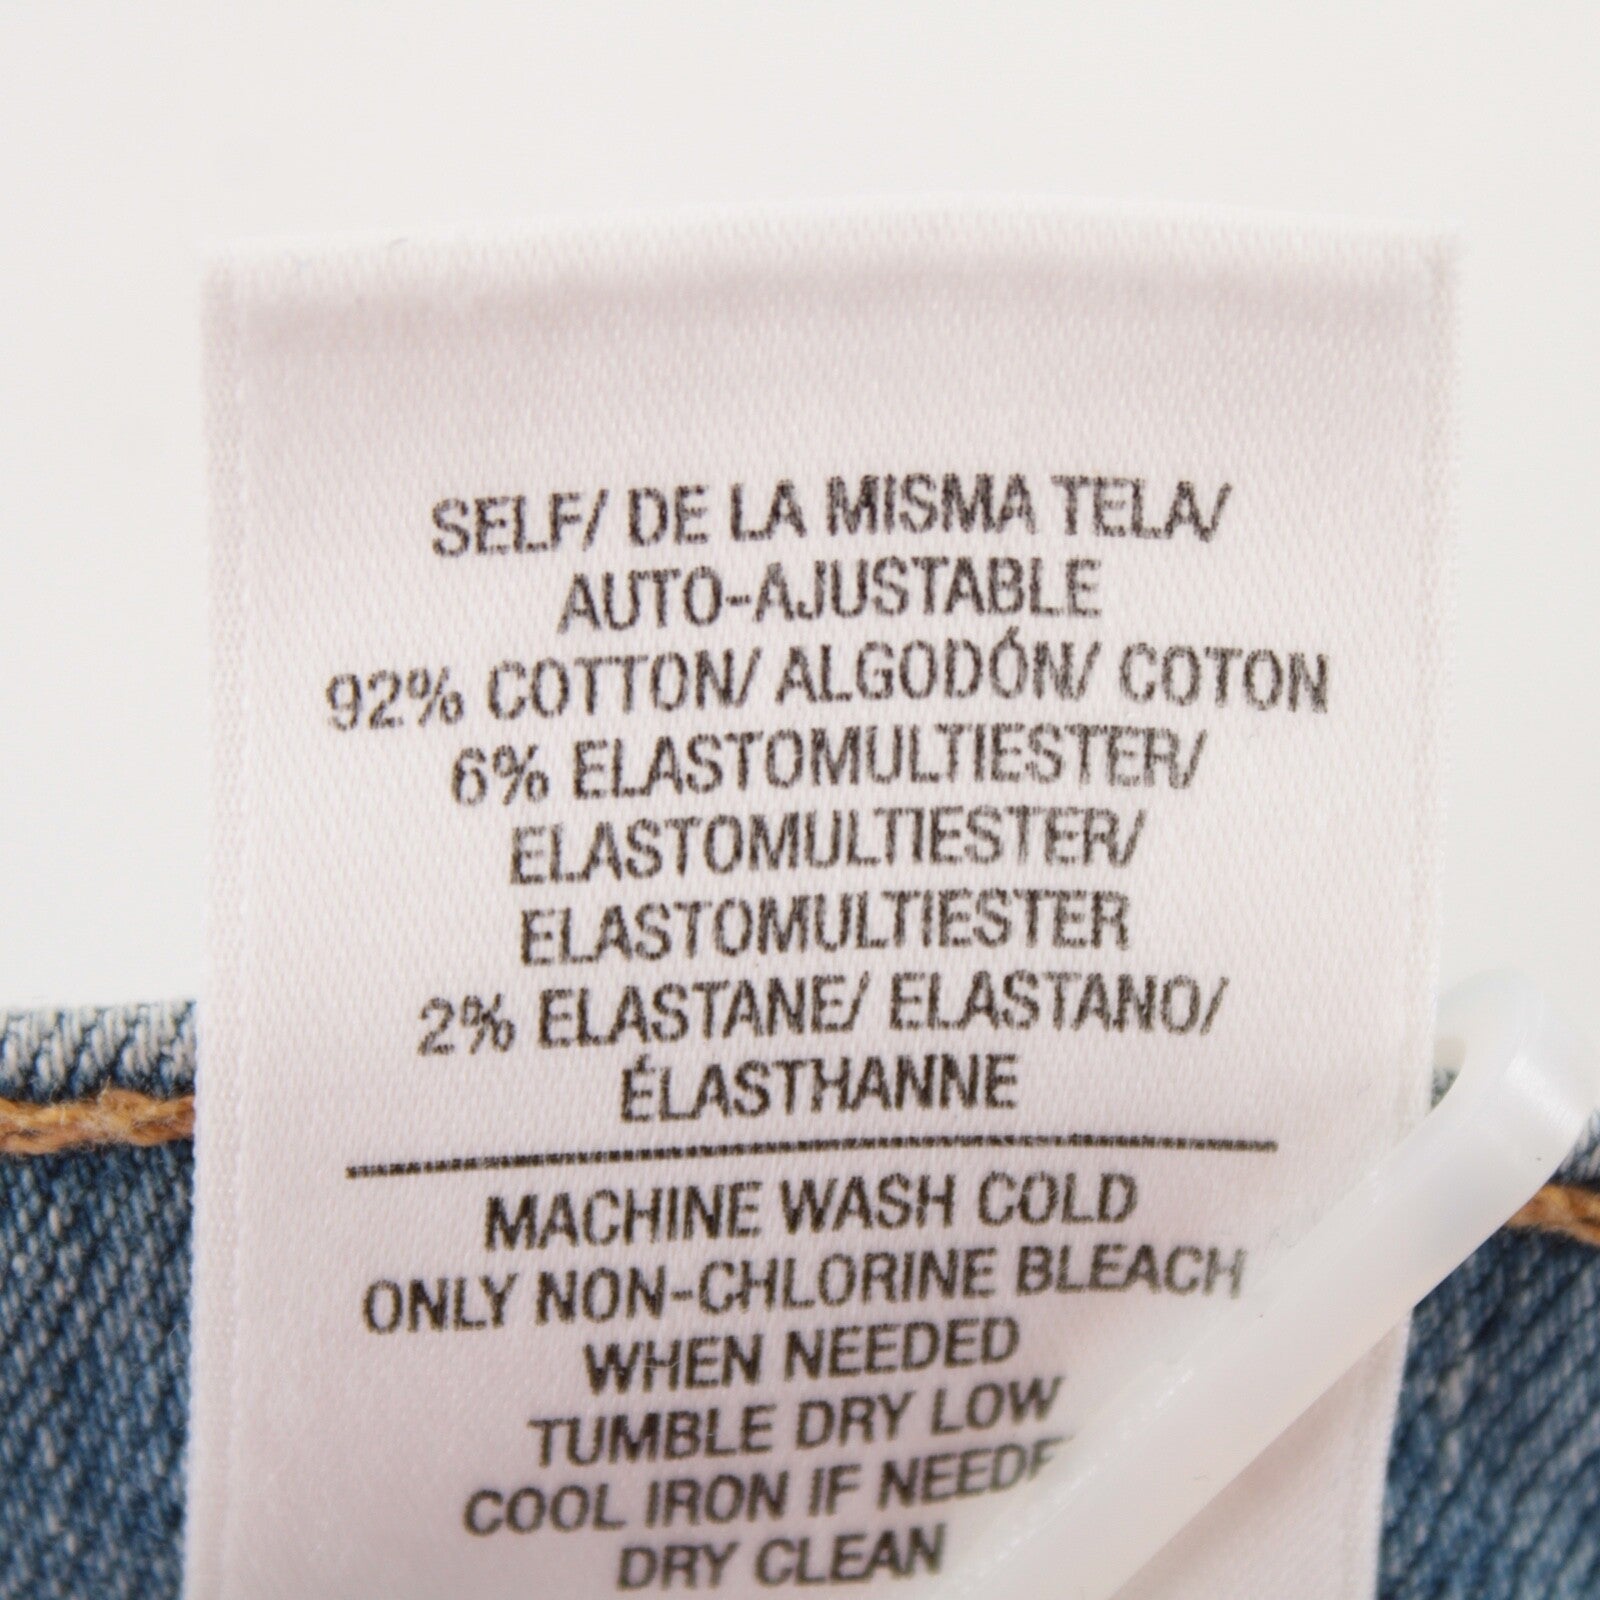 SELF/ DE LA MISMA TELA/
AUTO-AJUSTABLE
92% COTTON/ ALGODÓN/ COTON
6% ELASTOMULTIESTER/
ELASTOMULTIESTER/
ELASTOMULTIESTER
2% ELASTANE/ ELASTANO/
ÉLASTHANNE
MACHINE WASH COLD
ONLY NON-CHLORINE BLEACH
WHEN NEEDED
TUMBLE DRY LOW
COOL IRON IF
DRY CLEAN